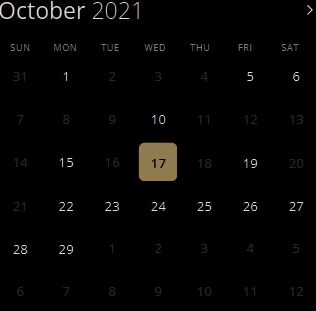 October 2021
SUN MON TUE WED THU FRI SAT
31 1 2 3 4 5 6
7 8 9 10 11 12 13
14 15 16 17 18 19 20
21 22 23 24 25 26 27
28 29 1 2 3 4 5
6 7 8 9 10 11 12